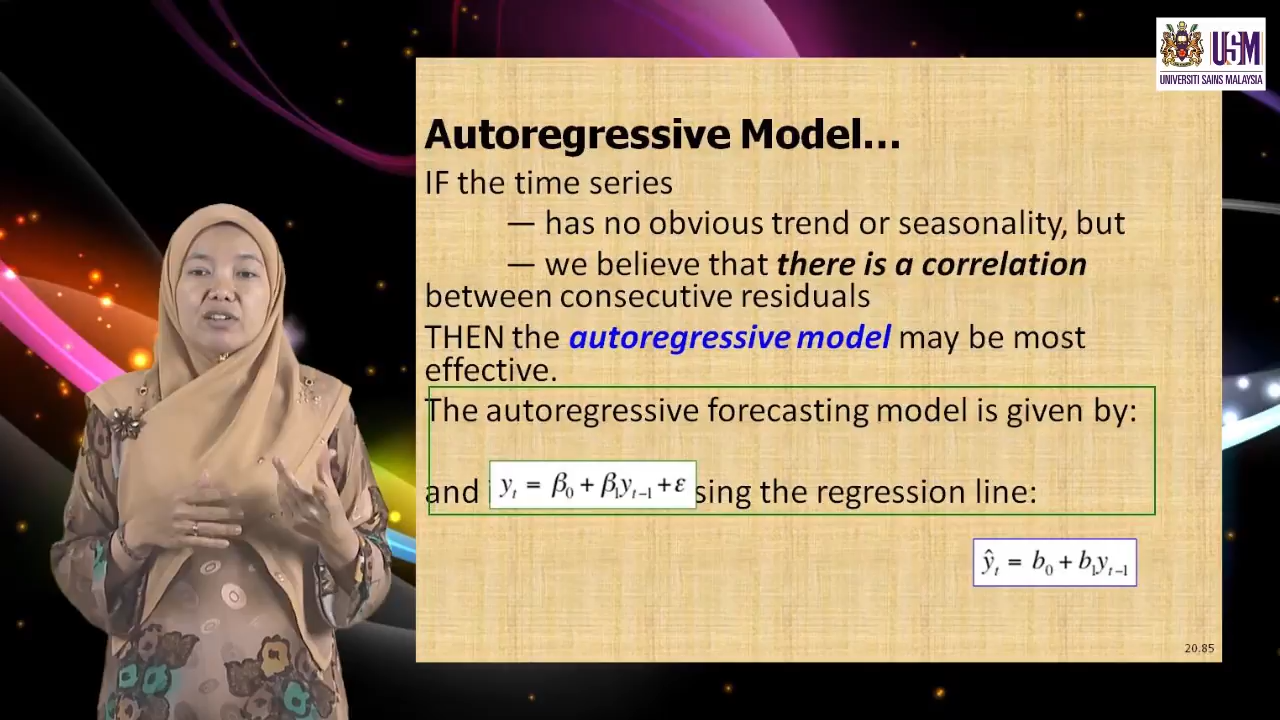 USM
UNIVERSITI SAINS MALAYSIA
Autoregressive Model...
IF the time series
— has no obvious trend or seasonality, but
— we believe that there is a correlation
between consecutive residuals
THEN the autoregressive model may be most
effective.
The autoregressive forecasting model is given by:
yₜ = β₀ + β₁yₜ₋₁ + ε
and sing the regression line:
ŷₜ = b₀ + b₁yₜ₋₁
20.85